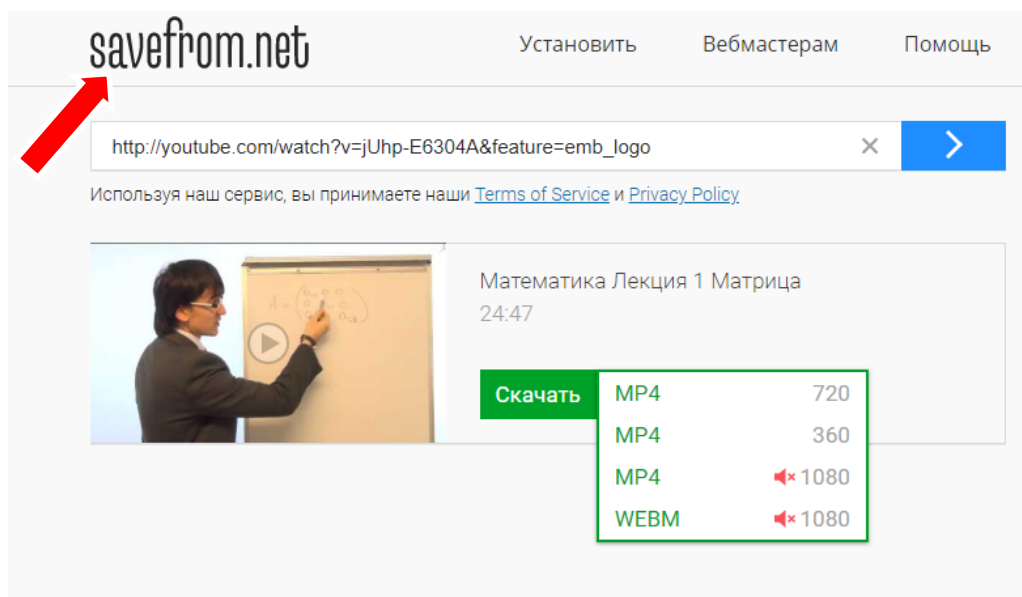 savefrom.net
Установить Вебмастерам Помощь
http://youtube.com/watch?v=jUhp-E6304A&feature=emb_logo
Используя наш сервис, вы принимаете наши Terms of Service и Privacy Policy
Математика Лекция 1 Матрица
24:47
Скачать MP4 720
MP4 360
MP4 1080
WEBM 1080